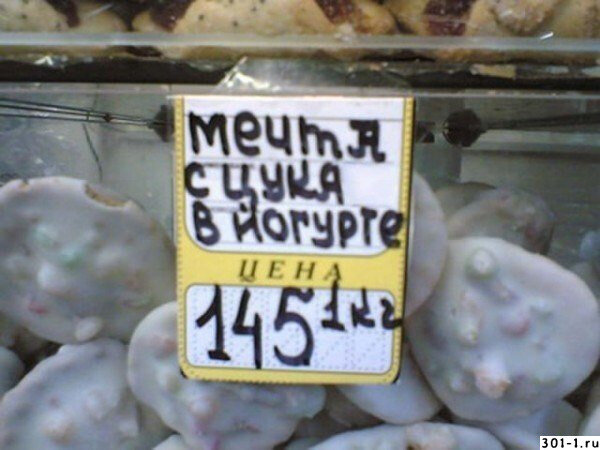 мечтА
с цукА
в йогурте
ЦЕНА
145 1кг
301-1.ru